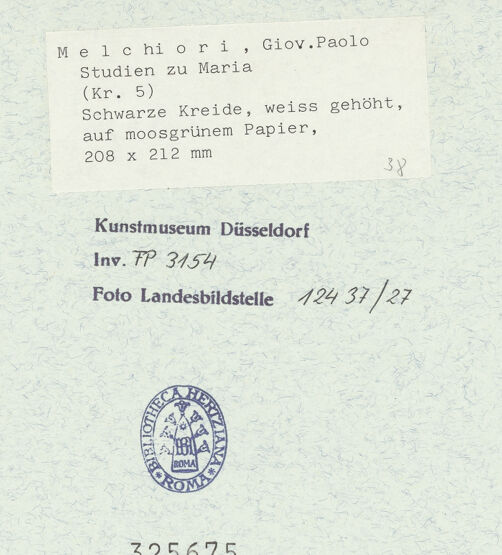 M e l c h i o r i , Giov.Paolo
Studien zu Maria
(Kr. 5)
Schwarze Kreide, weiss gehöht,
auf moosgrünem Papier,
208 x 212 mm
38
Kunstmuseum Düsseldorf
Inv. FP 3154
Foto Landesbildstelle 124 37/27
BIBLIOTHECA HERTZIANA
ROMA
* ROMA *
325675